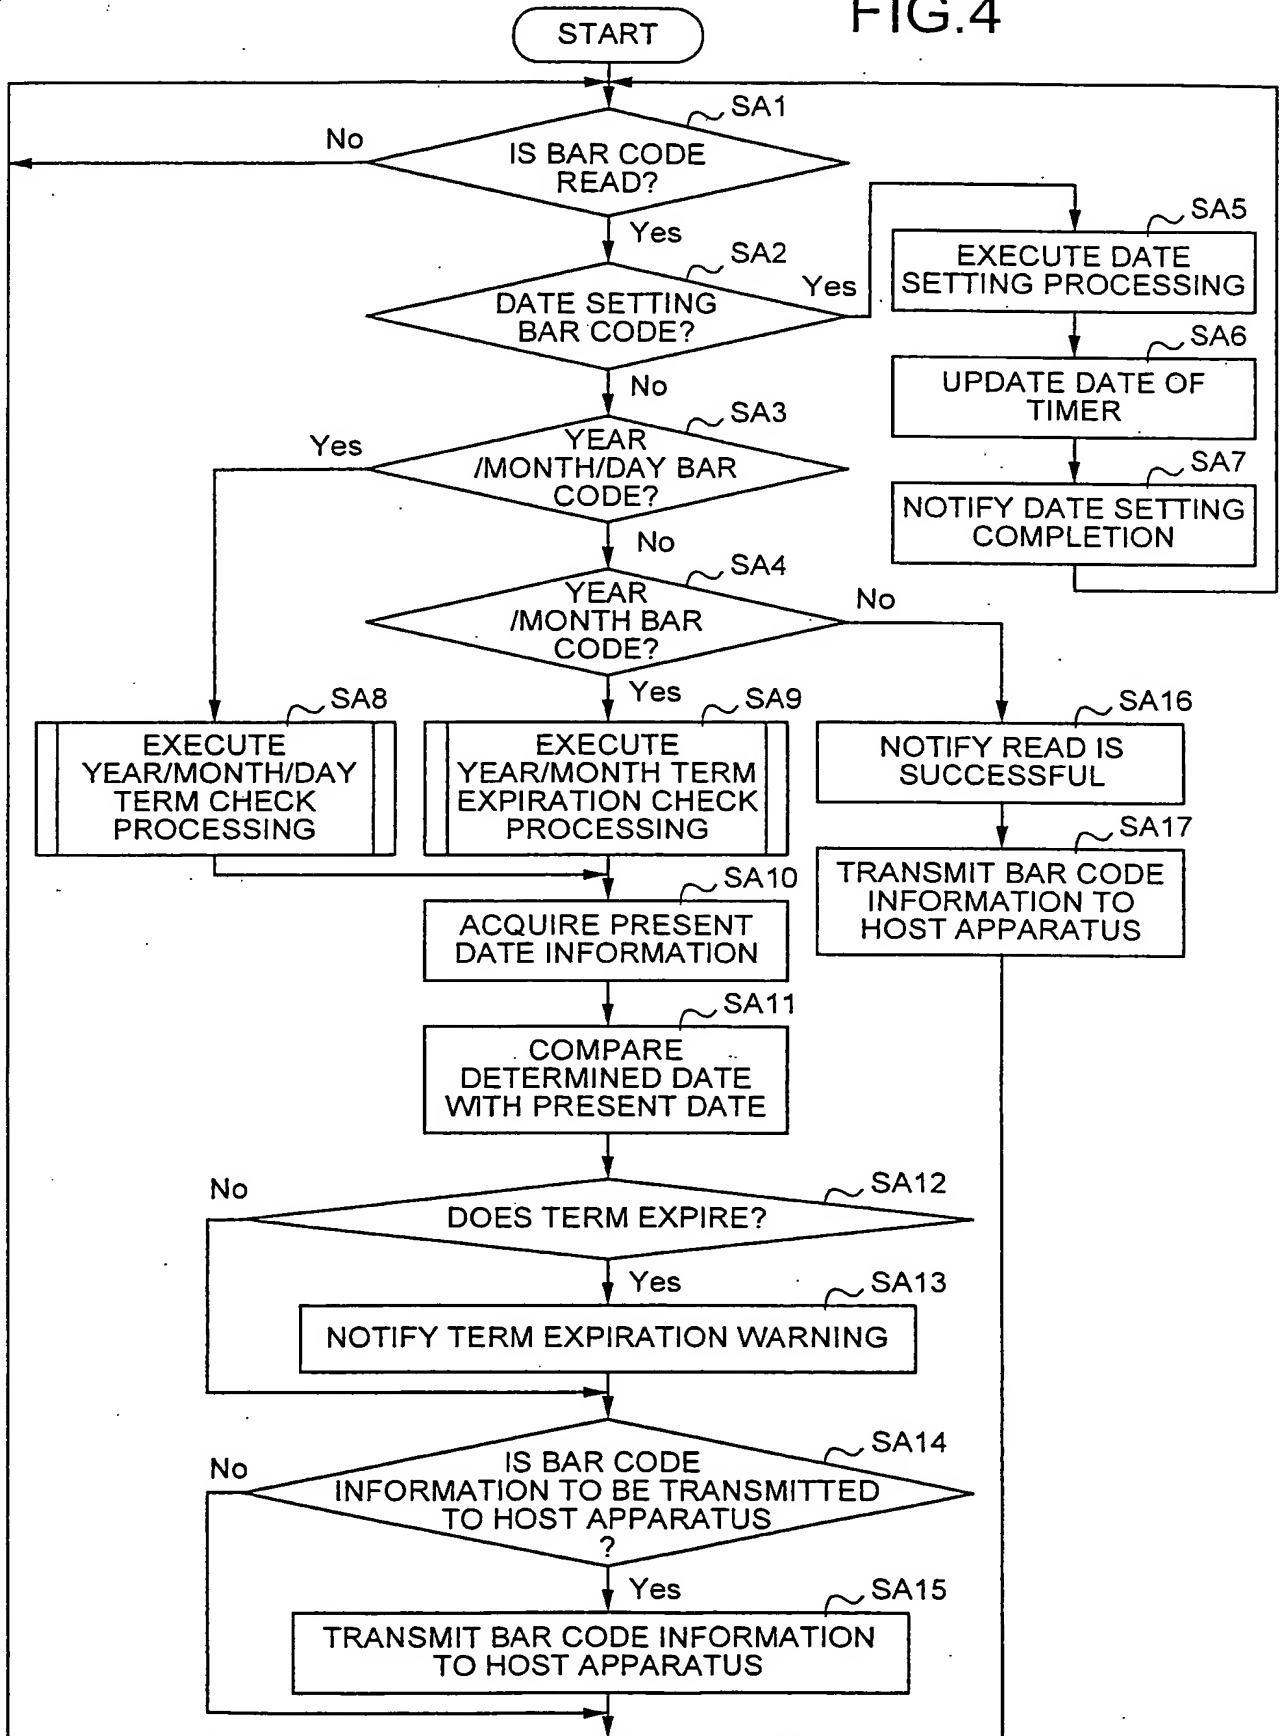 FIG.4
START
SA1
No
IS BAR CODE
READ?
Yes
SA2
Yes
DATE SETTING
BAR CODE?
No
SA5
EXECUTE DATE
SETTING PROCESSING
SA6
UPDATE DATE OF
TIMER
SA7
NOTIFY DATE SETTING
COMPLETION
SA3
Yes
YEAR
/MONTH/DAY BAR
CODE?
No
SA4
YEAR
/MONTH BAR
CODE?
No
Yes
SA8
EXECUTE
YEAR/MONTH/DAY
TERM CHECK
PROCESSING
SA9
EXECUTE
YEAR/MONTH TERM
EXPIRATION CHECK
PROCESSING
SA16
NOTIFY READ IS
SUCCESSFUL
SA17
TRANSMIT BAR CODE
INFORMATION TO
HOST APPARATUS
SA10
ACQUIRE PRESENT
DATE INFORMATION
SA11
COMPARE
DETERMINED DATE
WITH PRESENT DATE
SA12
No
DOES TERM EXPIRE?
Yes
SA13
NOTIFY TERM EXPIRATION WARNING
SA14
No
IS BAR CODE
INFORMATION TO BE TRANSMITTED
TO HOST APPARATUS
?
Yes
SA15
TRANSMIT BAR CODE INFORMATION
TO HOST APPARATUS